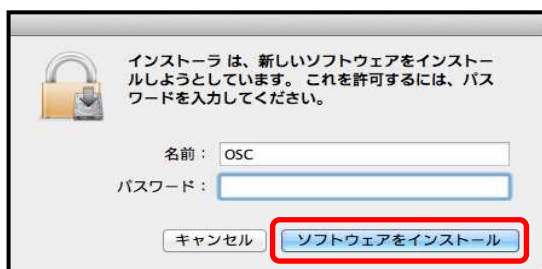 インストーラ は、新しいソフトウェアをインストー
ルしようとしています。 これを許可するには、パス
ワードを入力してください。
名前： OSC
パスワード：
キャンセル ソフトウェアをインストール